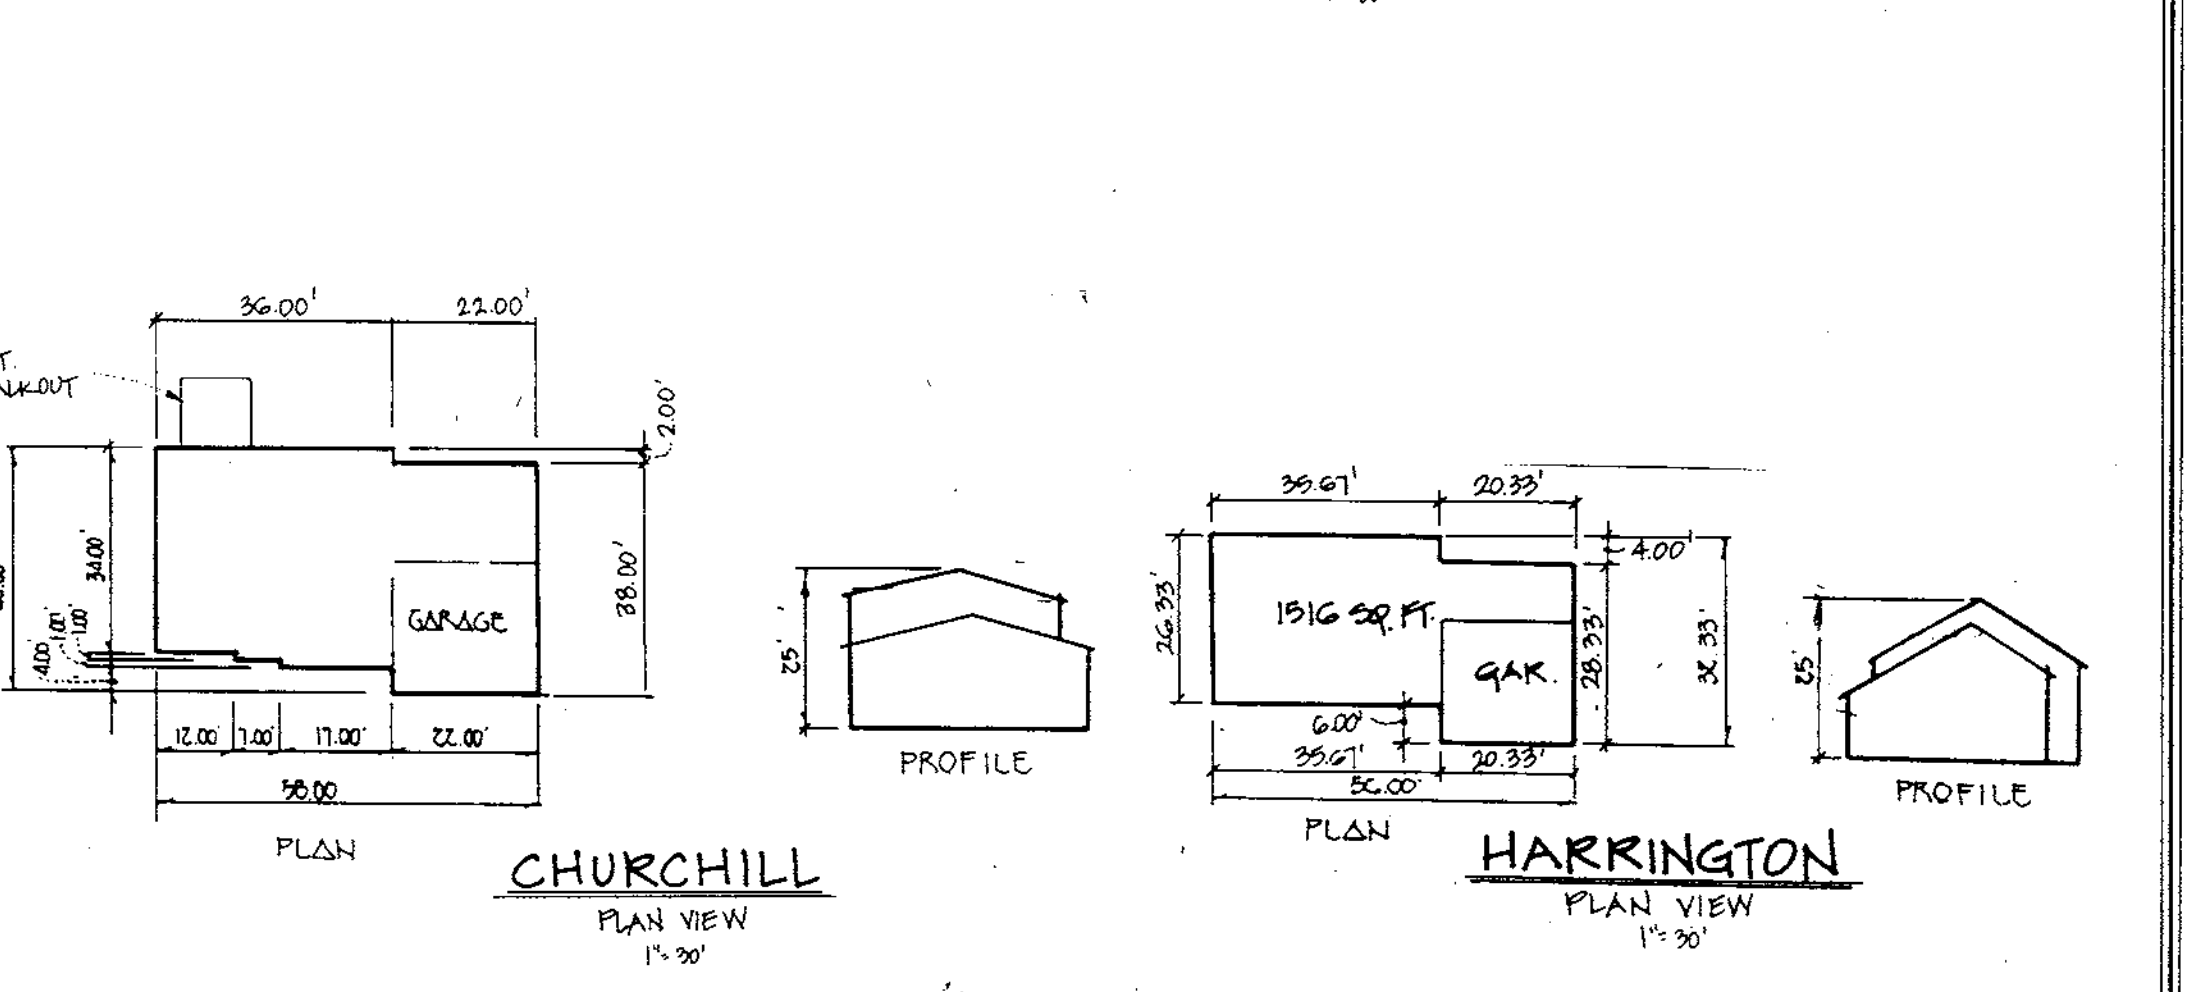 36.00'
22.00'
2.00'
34.00'
38.00'
GARAGE
4.00'
1.00'
1.00'
12.00'
7.00'
17.00'
22.00'
58.00
PLAN
25'
PROFILE
CHURCHILL
PLAN VIEW
1"=30'
35.67'
20.33'
4.00'
26.33'
1516 SQ. FT.
28.33'
32.33'
GAR.
6.00'
35.67'
20.33'
56.00'
PLAN
25'
PROFILE
HARRINGTON
PLAN VIEW
1"=30'